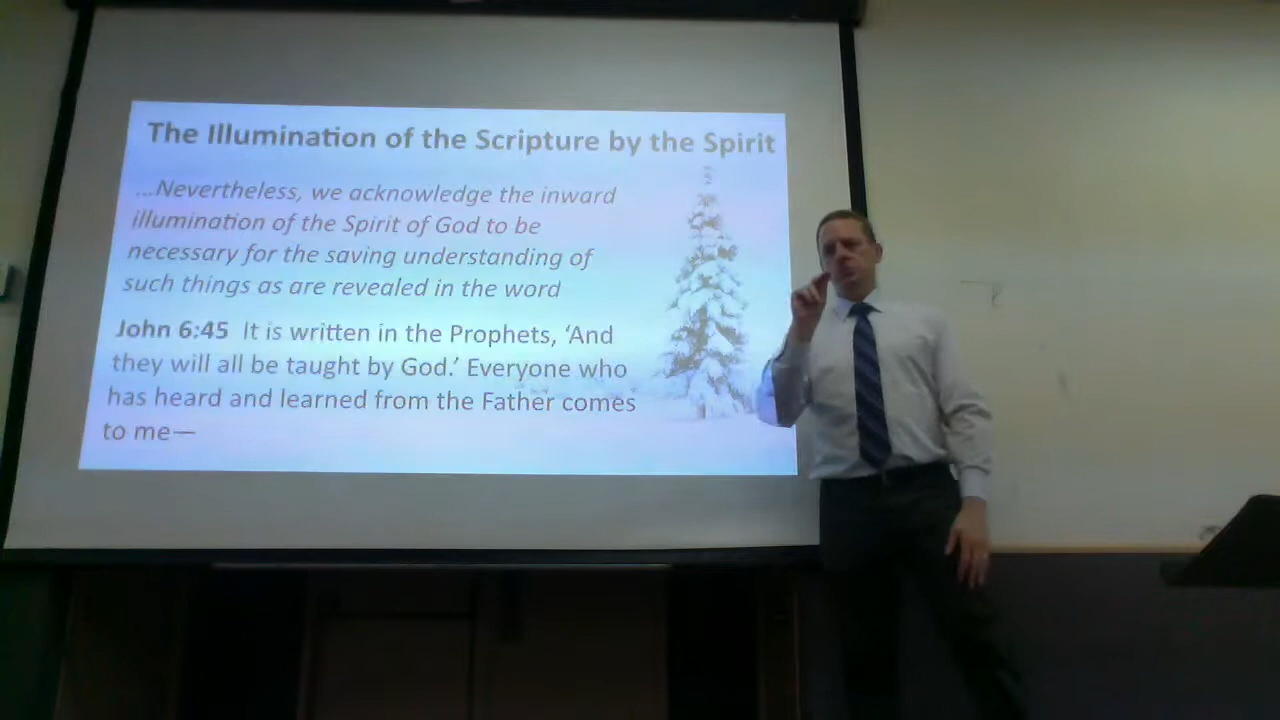 The Illumination of the Scripture by the Spirit
...Nevertheless, we acknowledge the inward
illumination of the Spirit of God to be
necessary for the saving understanding of
such things as are revealed in the word
John 6:45 It is written in the Prophets, ‘And
they will all be taught by God.’ Everyone who
has heard and learned from the Father comes
to me—